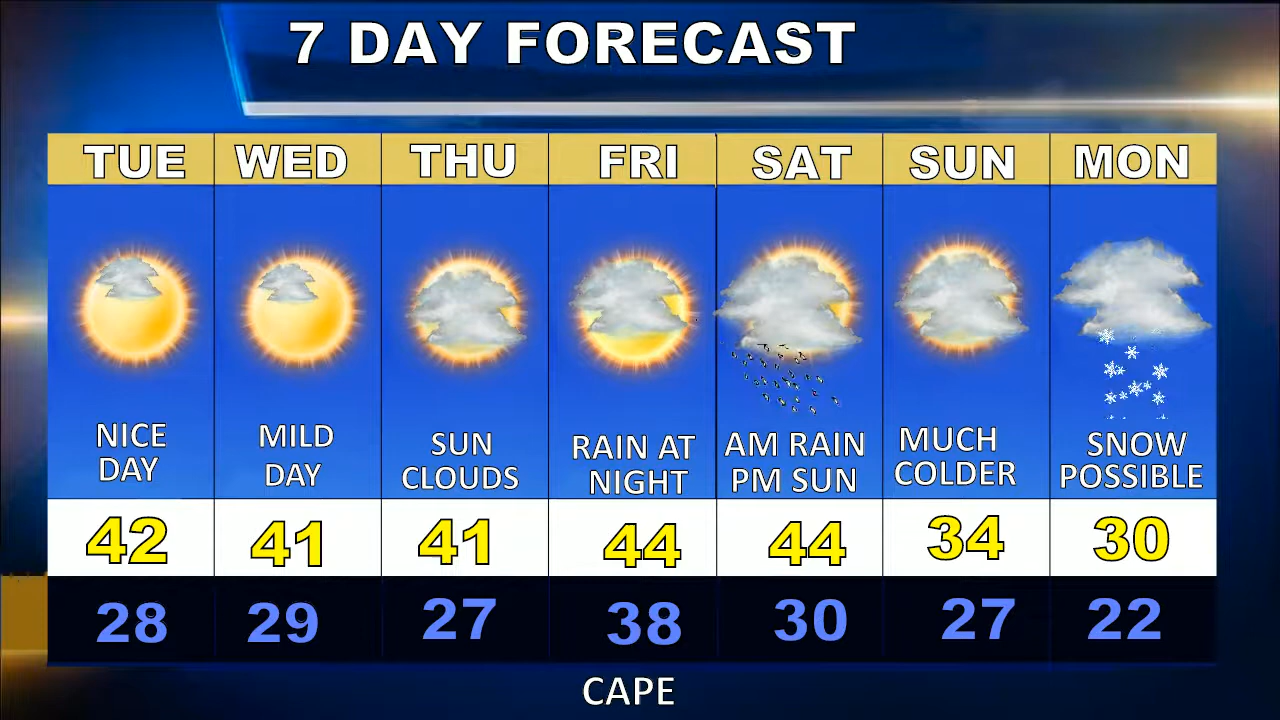 7 DAY FORECAST
TUE WED THU FRI SAT SUN MON
NICE DAY
MILD DAY
SUN CLOUDS
RAIN AT NIGHT
AM RAIN PM SUN
MUCH COLDER
SNOW POSSIBLE
42 41 41 44 44 34 30
28 29 27 38 30 27 22
CAPE